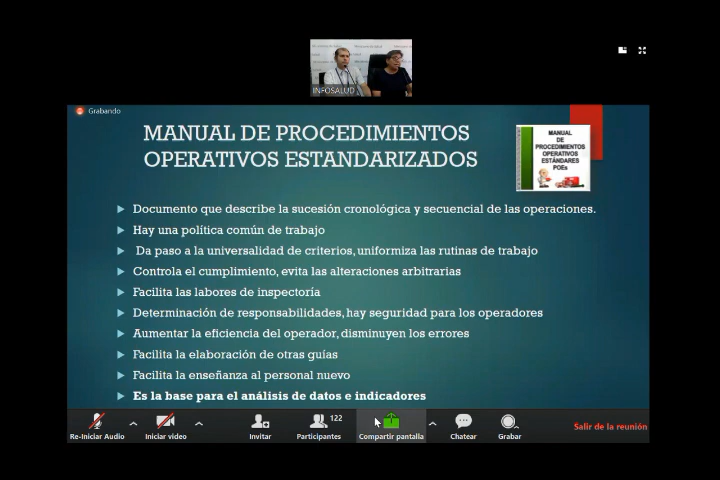 INFOSALUD
Grabando
MANUAL DE PROCEDIMIENTOS
OPERATIVOS ESTANDARIZADOS
MANUAL
DE
PROCEDIMIENTOS
OPERATIVOS
ESTÁNDARES
POEs
Documento que describe la sucesión cronológica y secuencial de las operaciones.
Hay una política común de trabajo
Da paso a la universalidad de criterios, uniformiza las rutinas de trabajo
Controla el cumplimiento, evita las alteraciones arbitrarias
Facilita las labores de inspectoría
Determinación de responsabilidades, hay seguridad para los operadores
Aumentar la eficiencia del operador, disminuyen los errores
Facilita la elaboración de otras guías
Facilita la enseñanza al personal nuevo
Es la base para el análisis de datos e indicadores
122
Re-Iniciar Audio Iniciar video Invitar Participantes Compartir pantalla Chatear Grabar Salir de la reunión